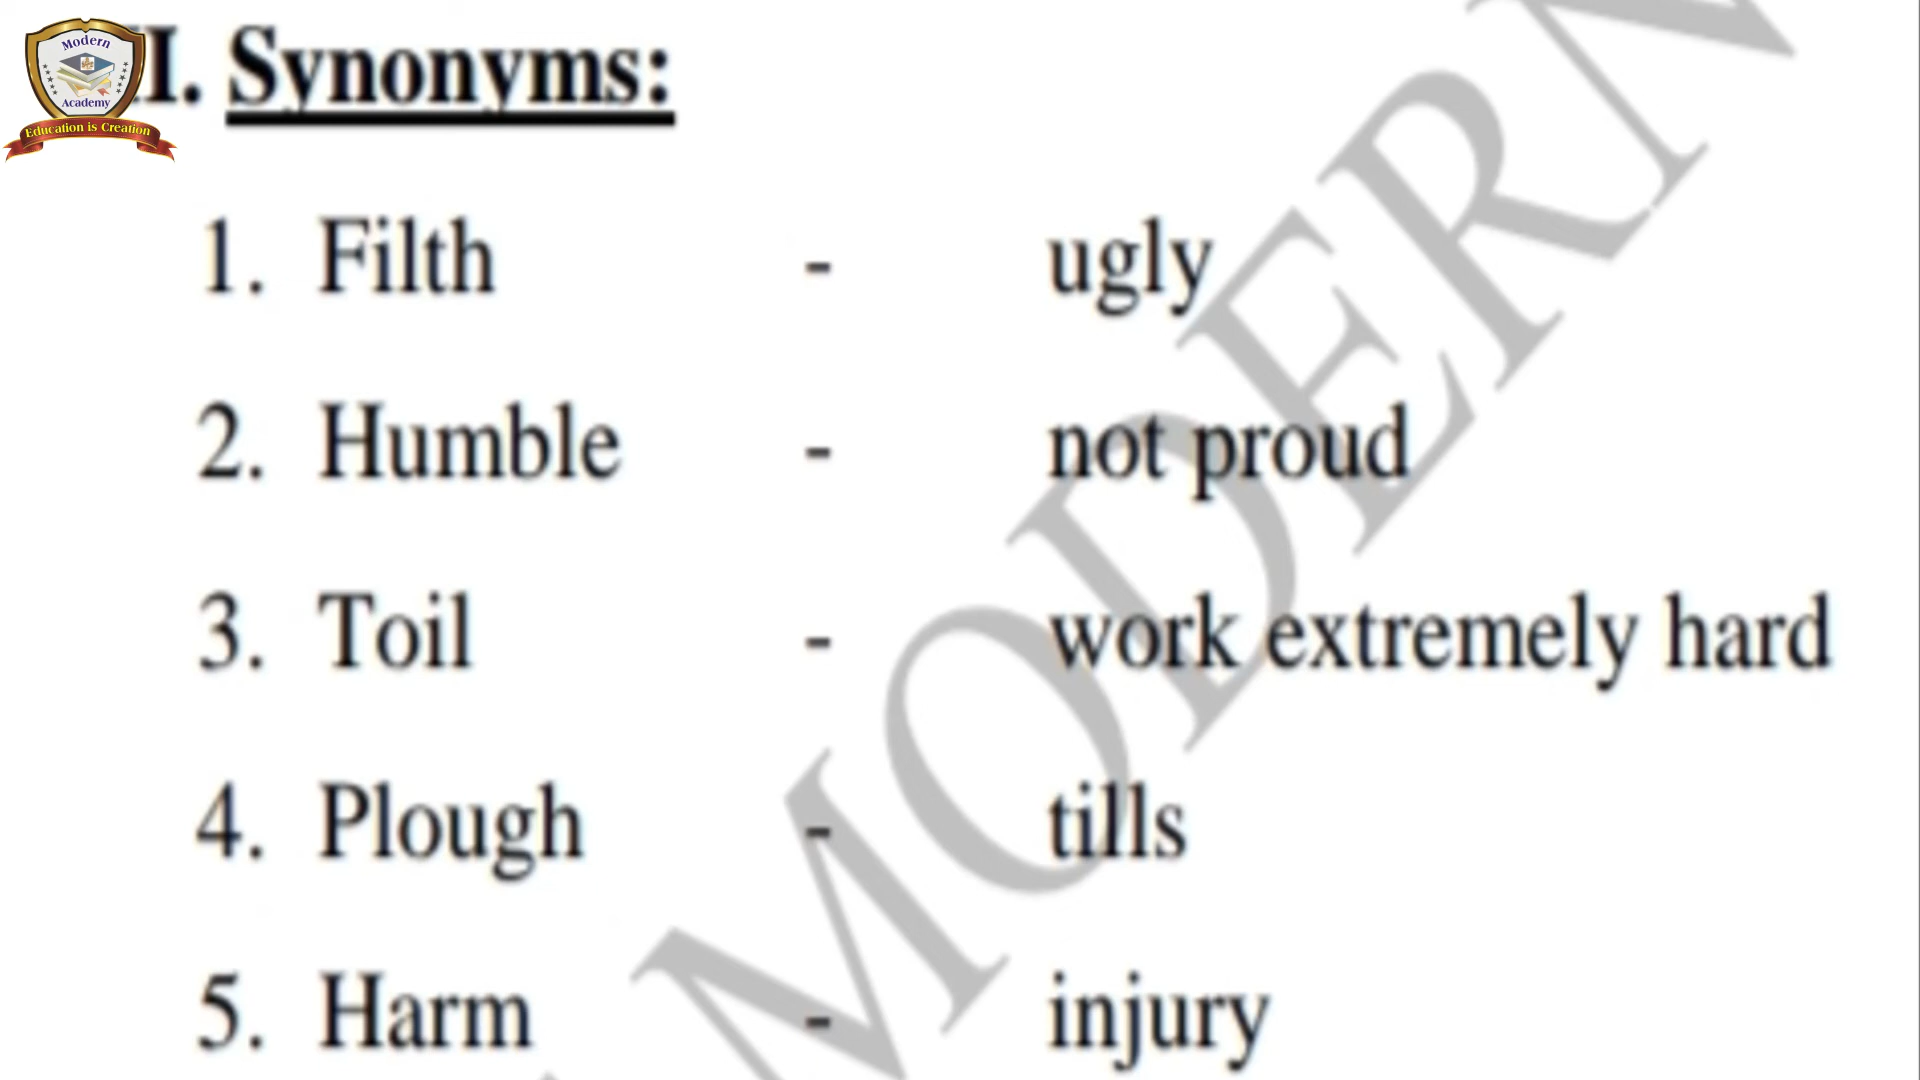 Modern
Academy
Education is Creation
II. Synonyms:
1. Filth - ugly
2. Humble - not proud
3. Toil - work extremely hard
4. Plough - tills
5. Harm - injury
MODERN